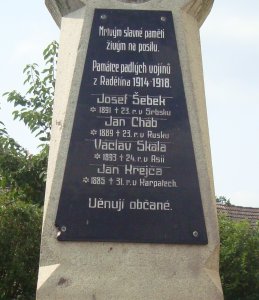 Mrtvým slavné paměti
živým na posilu.
Památce padlých vojínů
z Radětína 1914-1918.
Josef Šebek
* 1891 † 23. r. v Srbsku
Jan Cháb
* 1889 † 23. r. v Rusku
Václav Skála
* 1893 † 24. r. v Asii
Jan Krejča
* 1885 † 31. r. v Karpatech.
Věnují občané.